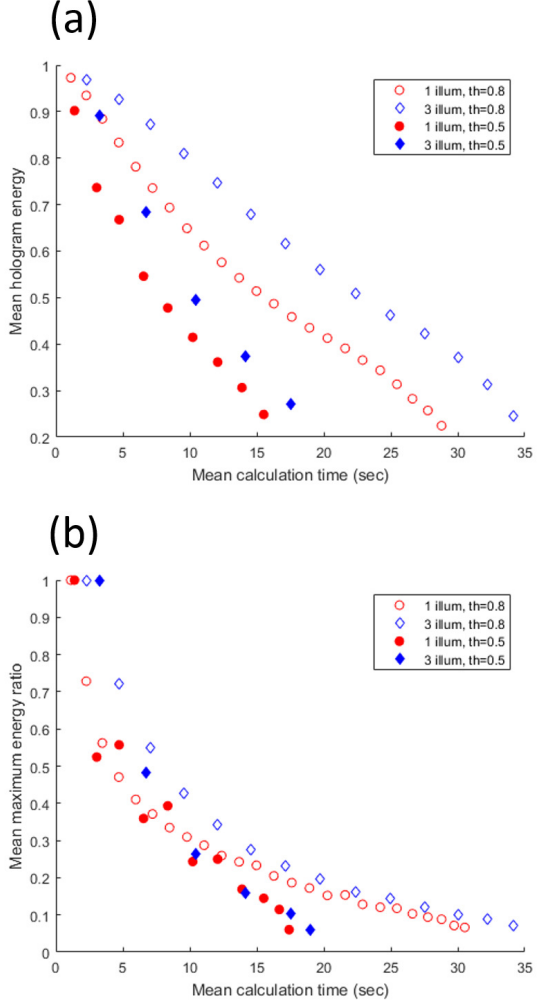 (a)
1
0.9
0.8
0.7
0.6
0.5
0.4
0.3
0.2
Mean hologram energy
1 illum, th=0.8
3 illum, th=0.8
1 illum, th=0.5
3 illum, th=0.5
0 5 10 15 20 25 30 35
Mean calculation time (sec)
(b)
1
0.9
0.8
0.7
0.6
0.5
0.4
0.3
0.2
0.1
0
Mean maximum energy ratio
1 illum, th=0.8
3 illum, th=0.8
1 illum, th=0.5
3 illum, th=0.5
0 5 10 15 20 25 30 35
Mean calculation time (sec)